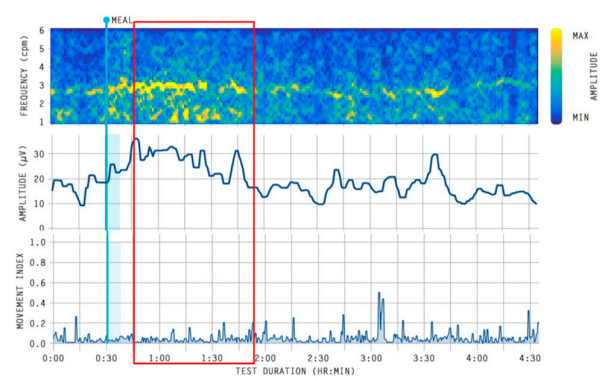 MEAL
6
5
4
3
2
1
FREQUENCY (cpm)
MAX
MIN
AMPLITUDE
30
20
10
0
AMPLITUDE (μV)
1.0
0.8
0.6
0.4
0.2
0.0
MOVEMENT INDEX
0:00 0:30 1:00 1:30 2:00 2:30 3:00 3:30 4:00 4:30
TEST DURATION (HR:MIN)